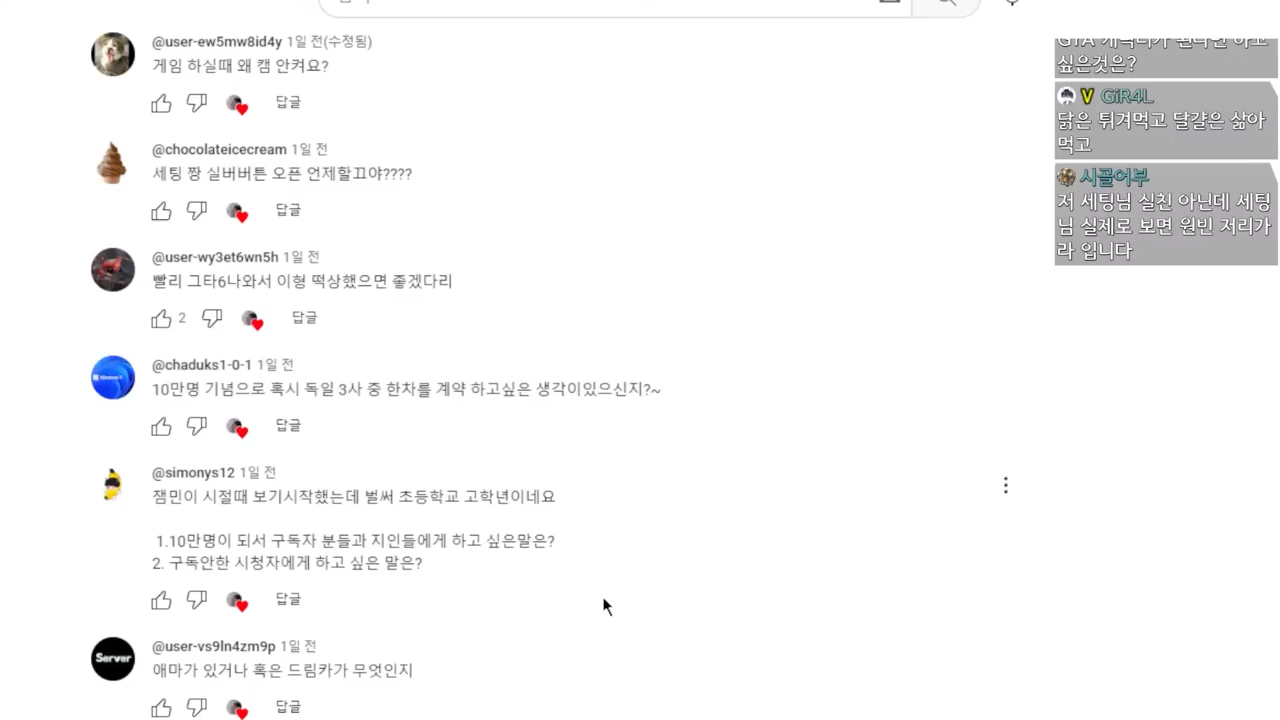 @user-ew5mw8id4y 1일 전(수정됨)
게임 하실때 왜 캠 안켜요?
답글
@chocolateicecream 1일 전
세팅 짱 실버버튼 오픈 언제할끄야????
답글
@user-wy3et6wn5h 1일 전
빨리 그타6나와서 이형 떡상했으면 좋겠다리
2
답글
@chaduks1-0-1 1일 전
10만명 기념으로 혹시 독일 3사 중 한차를 계약 하고싶은 생각이있으신지?~
답글
@simonys12 1일 전
잼민이 시절때 보기시작했는데 벌써 초등학교 고학년이네요
1.10만명이 되서 구독자 분들과 지인들에게 하고 싶은말은?
2. 구독안한 시청자에게 하고 싶은 말은?
답글
Server
@user-vs9ln4zm9p 1일 전
애마가 있거나 혹은 드림카가 무엇인지
답글
싶은것은?
V GiR4L
닭은 튀겨먹고 달걀은 삶아
먹고
시골어부
저 세팅님 실친 아닌데 세팅
님 실제로 보면 원빈 저리가
라 입니다